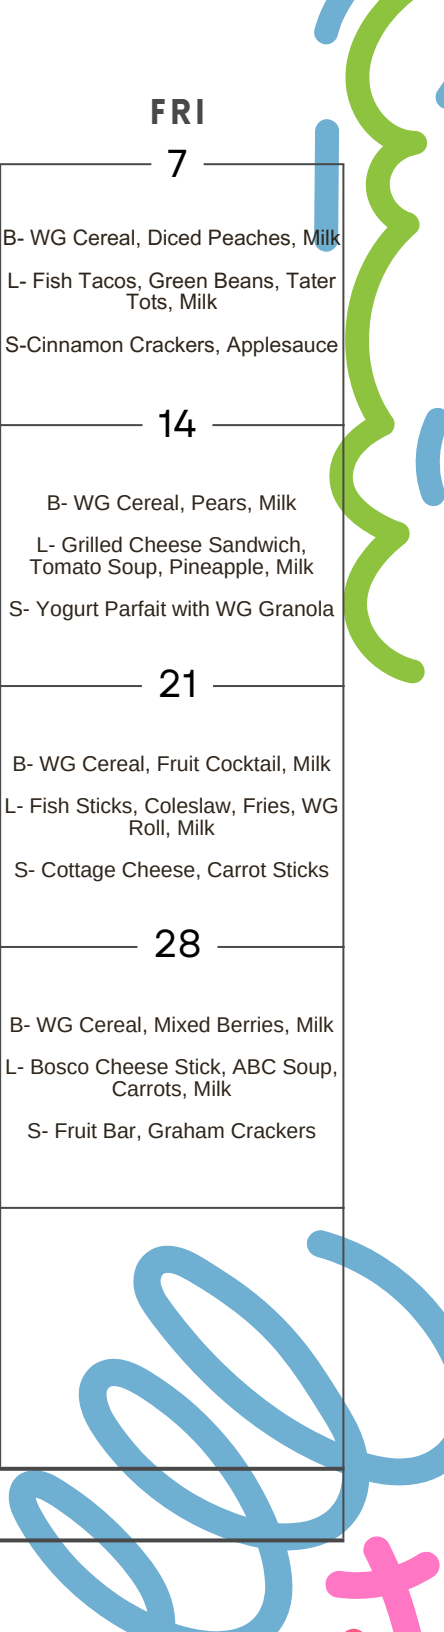 FRI
7
B- WG Cereal, Diced Peaches, Milk
L- Fish Tacos, Green Beans, Tater
Tots, Milk
S-Cinnamon Crackers, Applesauce
14
B- WG Cereal, Pears, Milk
L- Grilled Cheese Sandwich,
Tomato Soup, Pineapple, Milk
S- Yogurt Parfait with WG Granola
21
B- WG Cereal, Fruit Cocktail, Milk
L- Fish Sticks, Coleslaw, Fries, WG
Roll, Milk
S- Cottage Cheese, Carrot Sticks
28
B- WG Cereal, Mixed Berries, Milk
L- Bosco Cheese Stick, ABC Soup,
Carrots, Milk
S- Fruit Bar, Graham Crackers